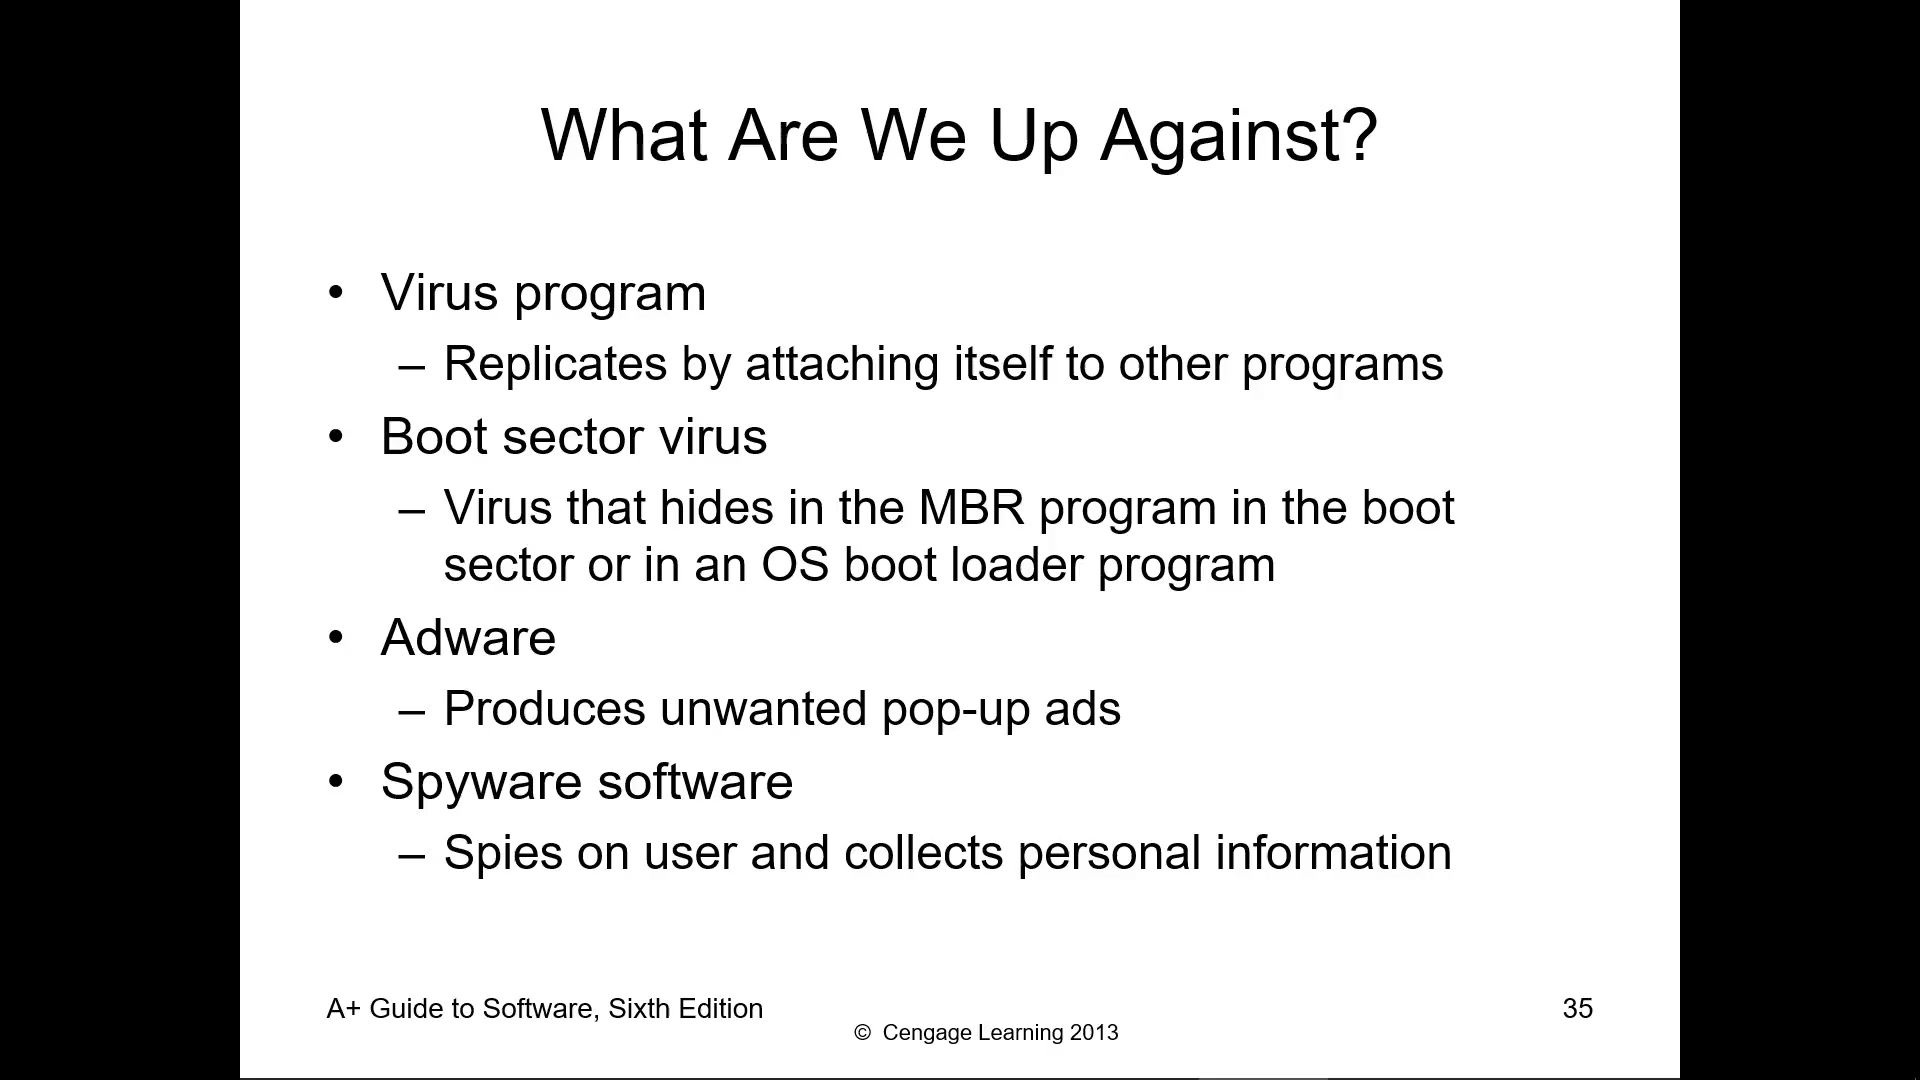 What Are We Up Against?
• Virus program
– Replicates by attaching itself to other programs
• Boot sector virus
– Virus that hides in the MBR program in the boot
sector or in an OS boot loader program
• Adware
– Produces unwanted pop-up ads
• Spyware software
– Spies on user and collects personal information
A+ Guide to Software, Sixth Edition
35
© Cengage Learning 2013